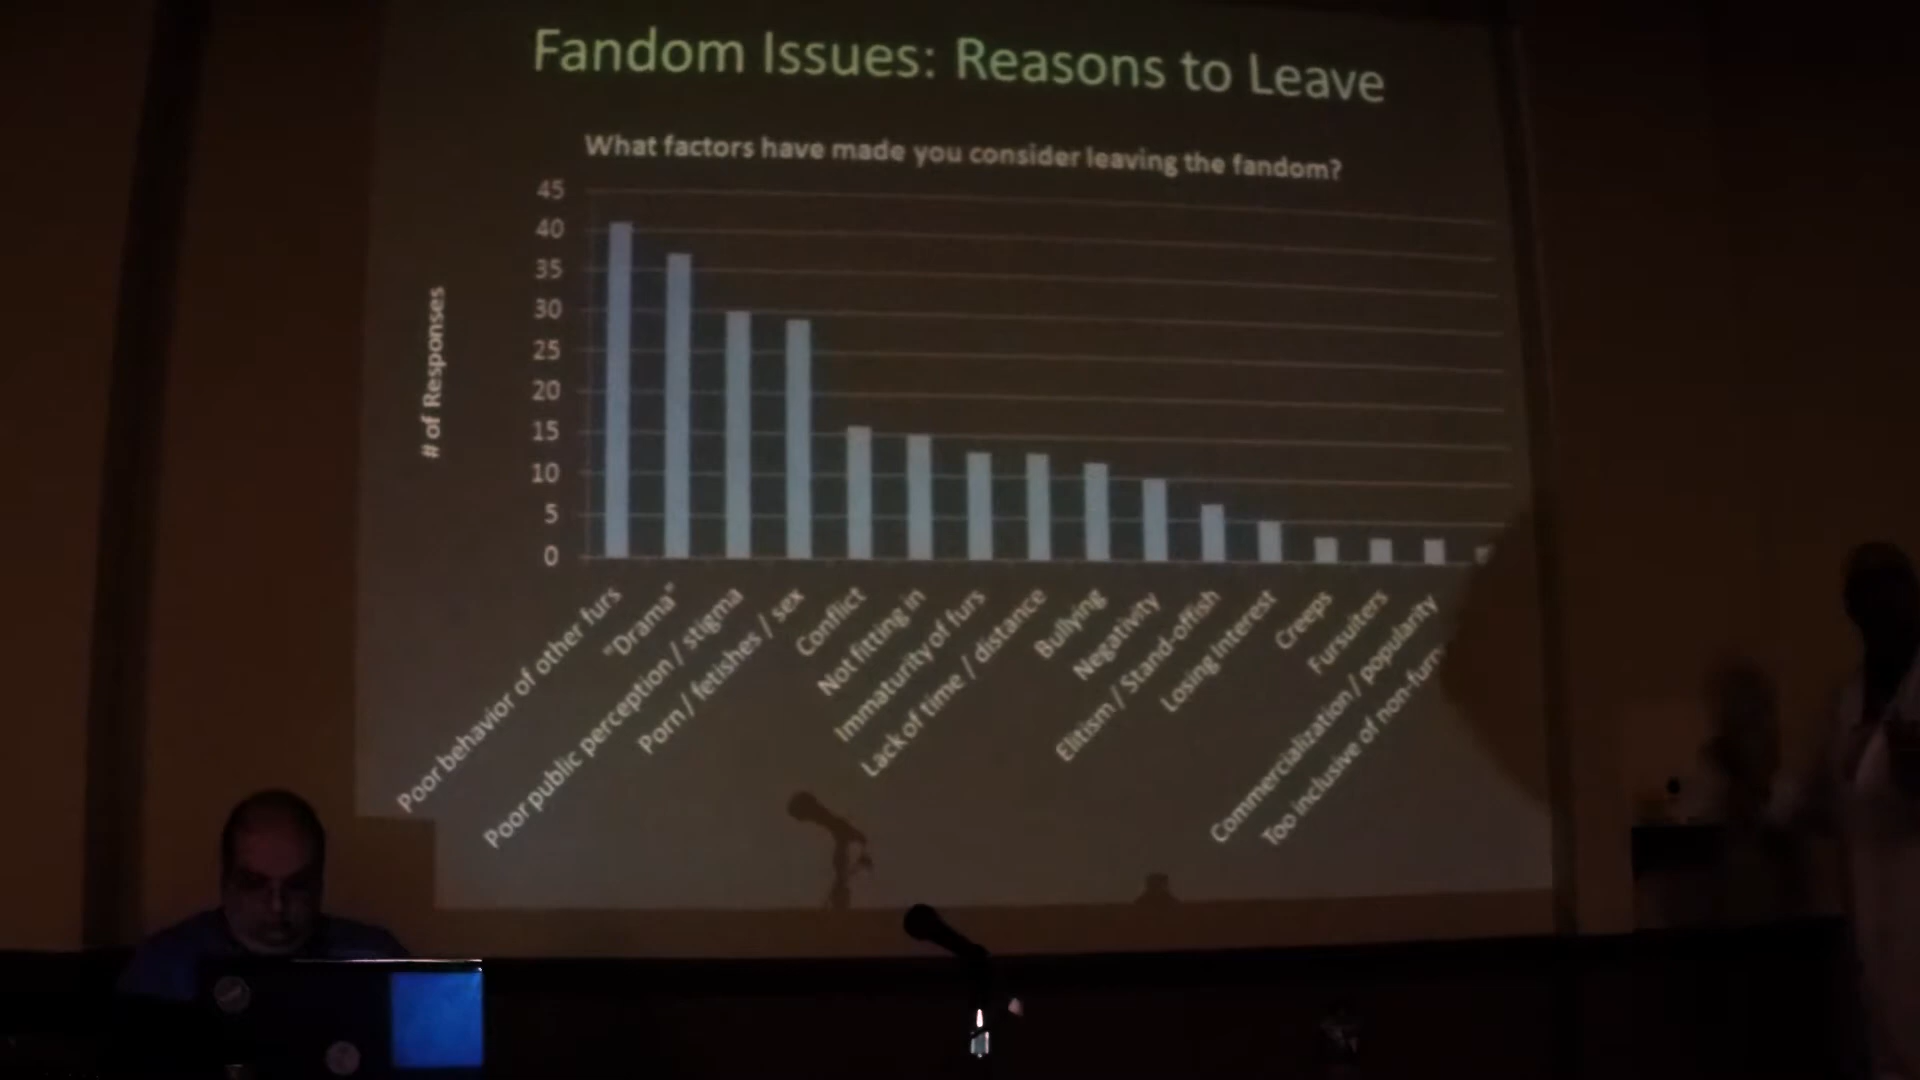 Fandom Issues: Reasons to Leave
What factors have made you consider leaving the fandom?
# of Responses
45
40
35
30
25
20
15
10
5
0
Poor behavior of other furs
"Drama"
Poor public perception / stigma
Porn / fetishes / sex
Conflict
Not fitting in
Immaturity of furs
Lack of time / distance
Bullying
Negativity
Elitism / Stand-offish
Losing Interest
Creeps
Fursuiters
Commercialization / popularity
Too inclusive of non-furry